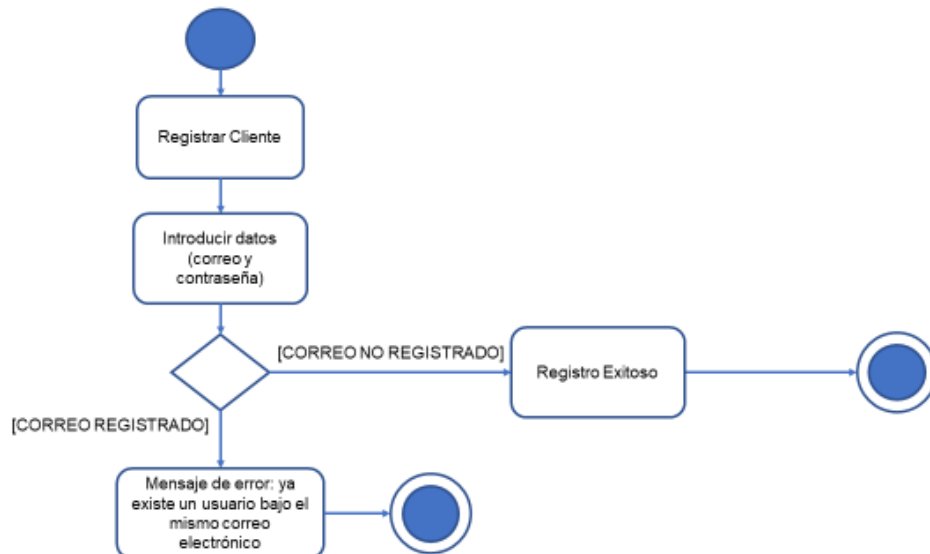 Registrar Cliente
Introducir datos
(correo y
contraseña)
[CORREO NO REGISTRADO]
Registro Exitoso
[CORREO REGISTRADO]
Mensaje de error: ya
existe un usuario bajo el
mismo correo
electrónico